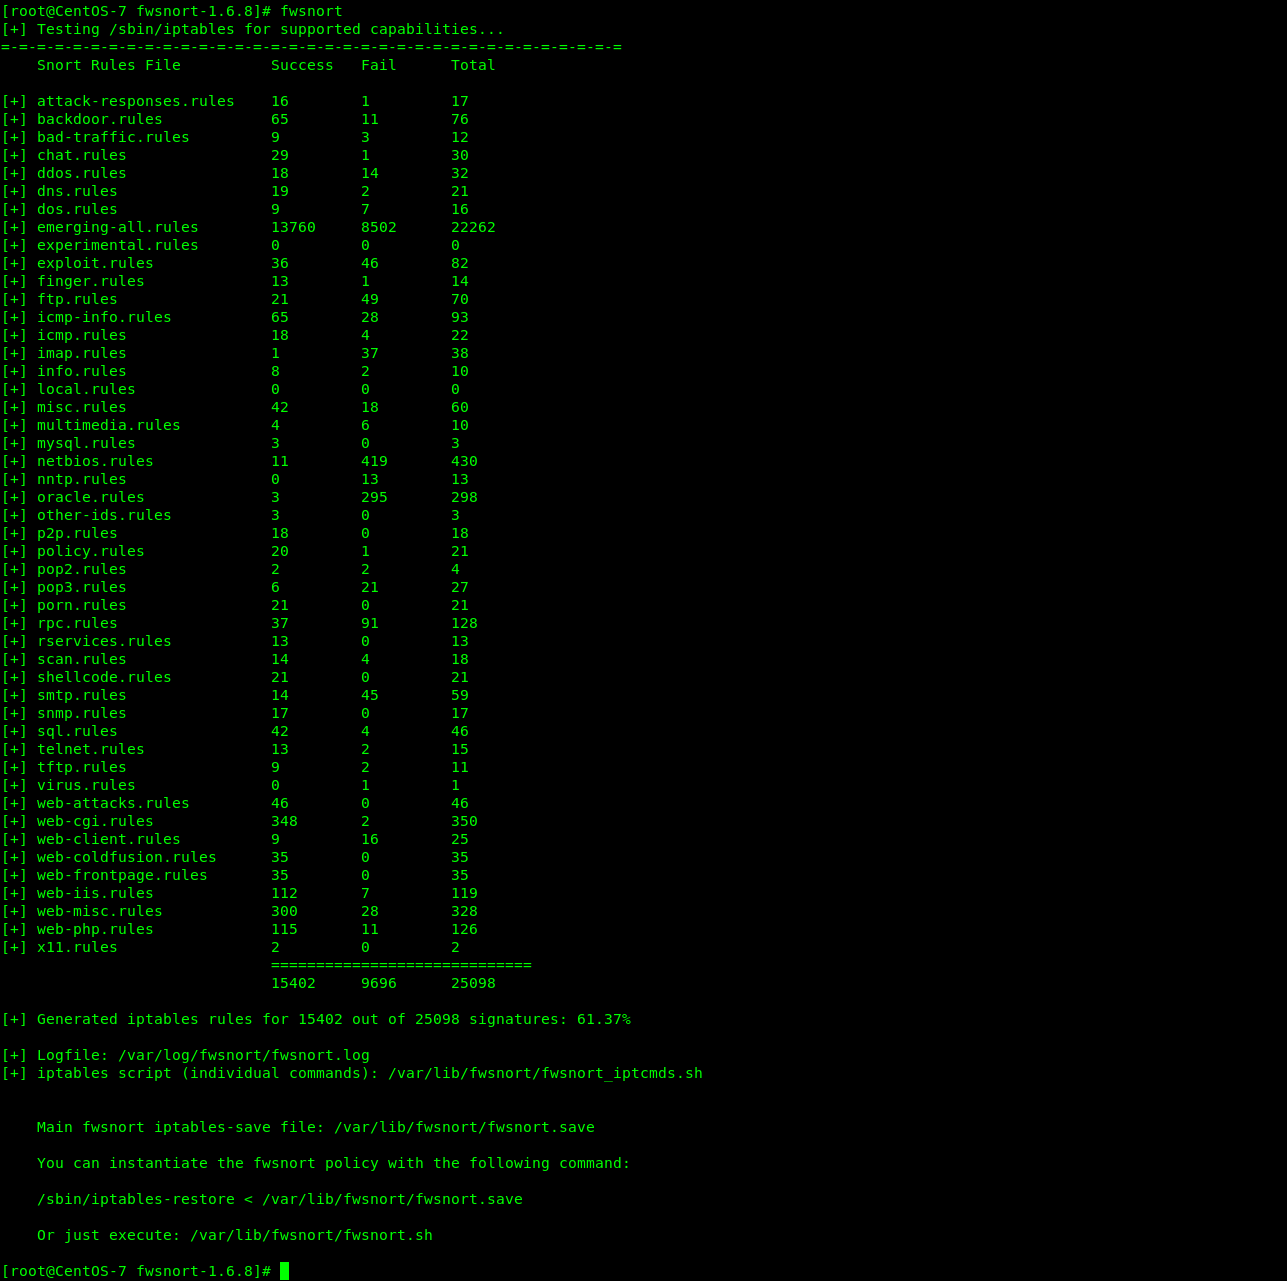 [root@CentOS-7 fwsnort-1.6.8]# fwsnort
[+] Testing /sbin/iptables for supported capabilities...
=-=-=-=-=-=-=-=-=-=-=-=-=-=-=-=-=-=-=-=-=-=-=-=-=-=-=-=-=-=-=-=-=-=-=
    Snort Rules File          Success   Fail      Total

[+] attack-responses.rules    16        1         17
[+] backdoor.rules            65        11        76
[+] bad-traffic.rules         9         3         12
[+] chat.rules                29        1         30
[+] ddos.rules                18        14        32
[+] dns.rules                 19        2         21
[+] dos.rules                 9         7         16
[+] emerging-all.rules        13760     8502      22262
[+] experimental.rules        0         0         0
[+] exploit.rules             36        46        82
[+] finger.rules              13        1         14
[+] ftp.rules                 21        49        70
[+] icmp-info.rules           65        28        93
[+] icmp.rules                18        4         22
[+] imap.rules                1         37        38
[+] info.rules                8         2         10
[+] local.rules               0         0         0
[+] misc.rules                42        18        60
[+] multimedia.rules          4         6         10
[+] mysql.rules               3         0         3
[+] netbios.rules             11        419       430
[+] nntp.rules                0         13        13
[+] oracle.rules              3         295       298
[+] other-ids.rules           3         0         3
[+] p2p.rules                 18        0         18
[+] policy.rules              20        1         21
[+] pop2.rules                2         2         4
[+] pop3.rules                6         21        27
[+] porn.rules                21        0         21
[+] rpc.rules                 37        91        128
[+] rservices.rules           13        0         13
[+] scan.rules                14        4         18
[+] shellcode.rules           21        0         21
[+] smtp.rules                14        45        59
[+] snmp.rules                17        0         17
[+] sql.rules                 42        4         46
[+] telnet.rules              13        2         15
[+] tftp.rules                9         2         11
[+] virus.rules               0         1         1
[+] web-attacks.rules         46        0         46
[+] web-cgi.rules             348       2         350
[+] web-client.rules          9         16        25
[+] web-coldfusion.rules      35        0         35
[+] web-frontpage.rules       35        0         35
[+] web-iis.rules             112       7         119
[+] web-misc.rules            300       28        328
[+] web-php.rules             115       11        126
[+] x11.rules                 2         0         2
                              =============================
                              15402     9696      25098

[+] Generated iptables rules for 15402 out of 25098 signatures: 61.37%

[+] Logfile: /var/log/fwsnort/fwsnort.log
[+] iptables script (individual commands): /var/lib/fwsnort/fwsnort_iptcmds.sh


    Main fwsnort iptables-save file: /var/lib/fwsnort/fwsnort.save

    You can instantiate the fwsnort policy with the following command:

    /sbin/iptables-restore < /var/lib/fwsnort/fwsnort.save

    Or just execute: /var/lib/fwsnort/fwsnort.sh

[root@CentOS-7 fwsnort-1.6.8]#